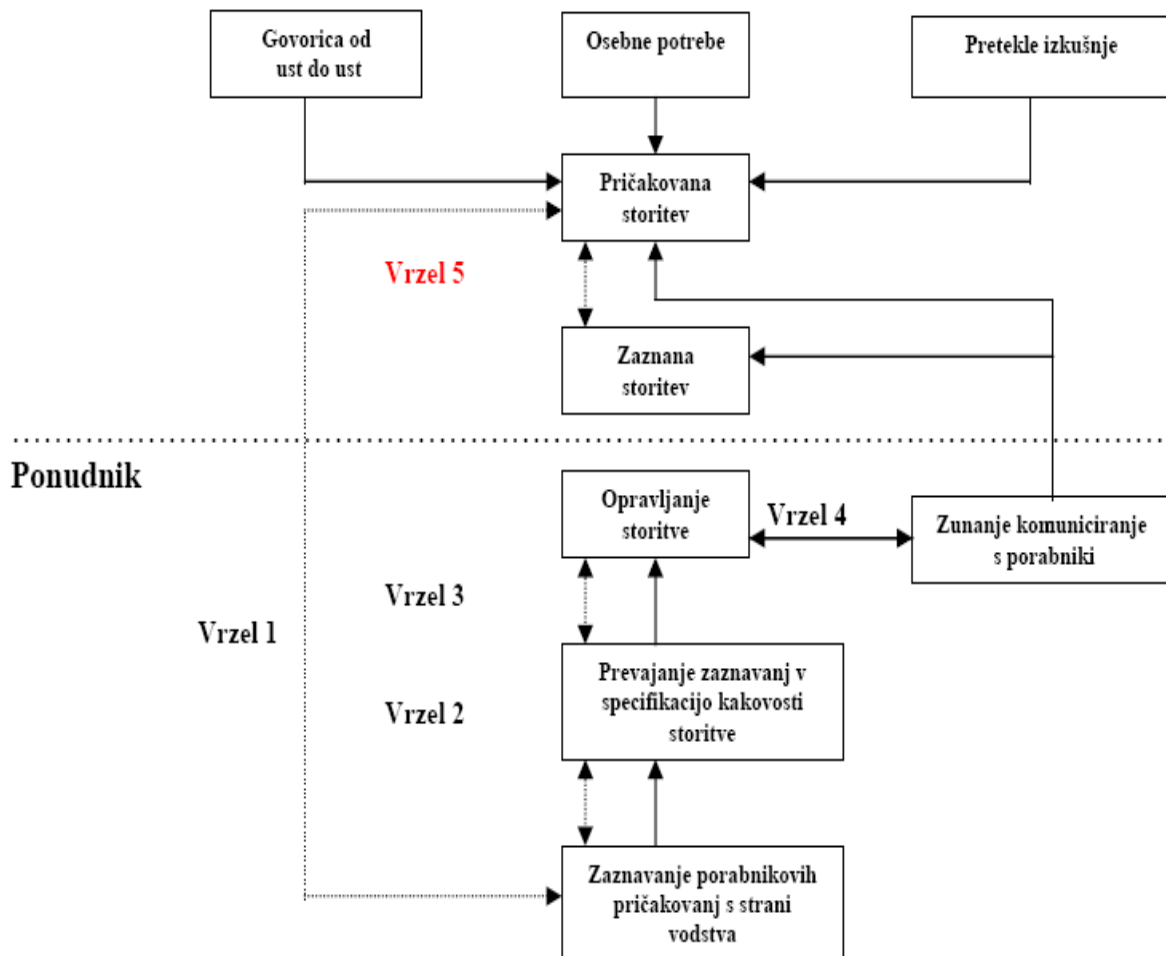 Govorica od
ust do ust
Osebne potrebe
Pretekle izkušnje
Pričakovana
storitev
Vrzel 5
Zaznana
storitev
Ponudnik
Opravljanje
storitve
Vrzel 4
Zunanje komuniciranje
s porabniki
Vrzel 3
Vrzel 1
Prevajanje zaznavanj v
specifikacijo kakovosti
storitve
Vrzel 2
Zaznavanje porabnikovih
pričakovanj s strani
vodstva